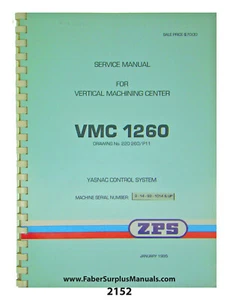 SERVICE MANUAL
FOR
VERTICAL MACHINING CENTER
VMC 1260
YASNAC CONTROL SYSTEM
MACHINE SERIAL NUMBER
ZPS
www.FaberSurplusManuals.com
2152